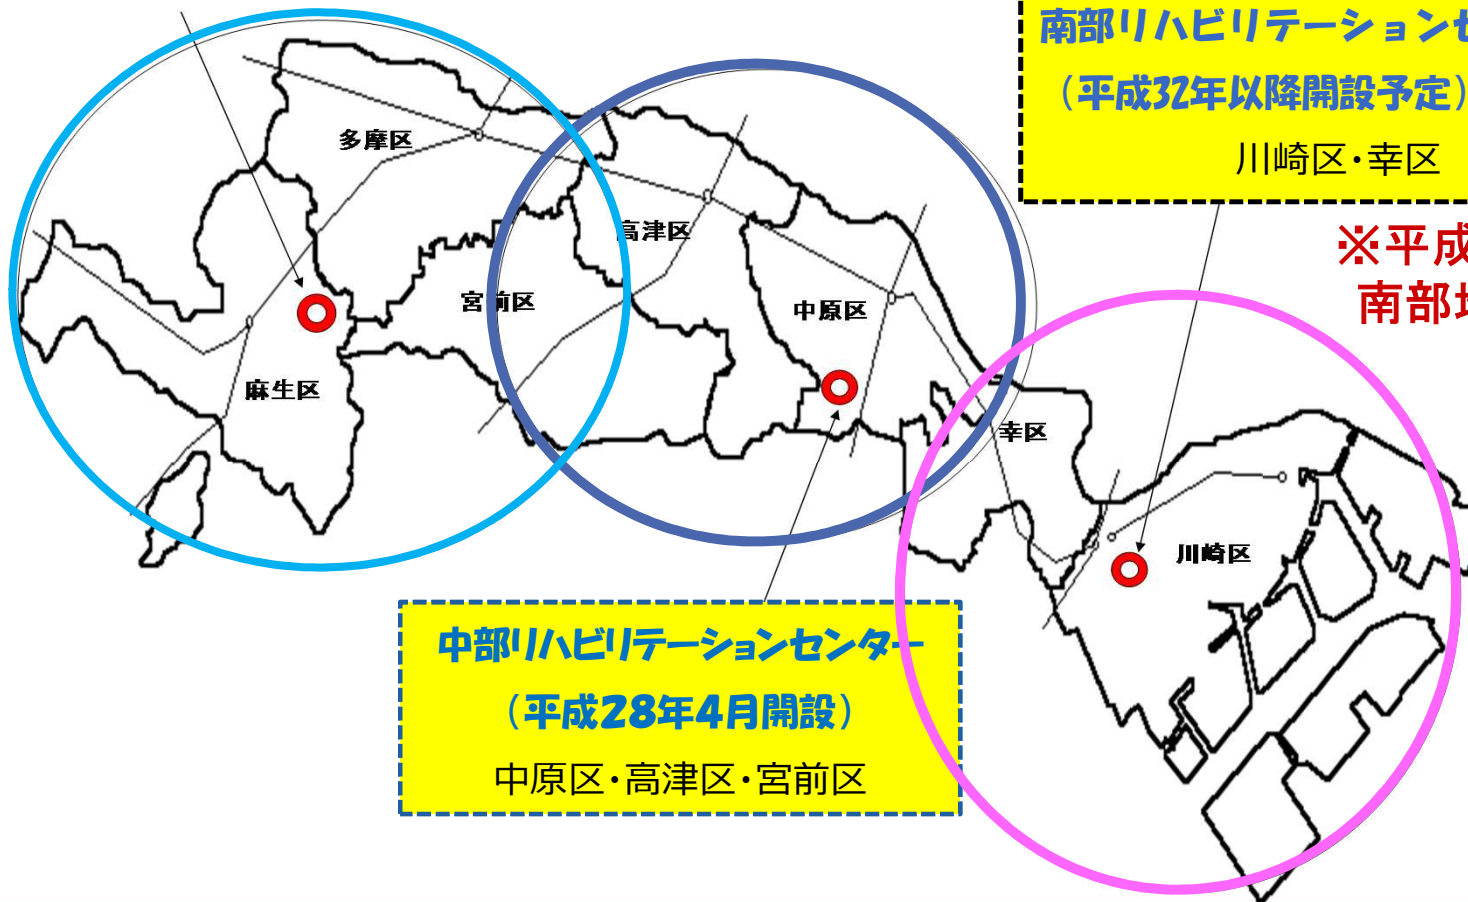 南部リハビリテーションセ
（平成32年以降開設予定）
川崎区・幸区
※平成
南部地
多摩区
高津区
宮前区
中原区
麻生区
幸区
川崎区
中部リハビリテーションセンター
（平成28年4月開設）
中原区・高津区・宮前区